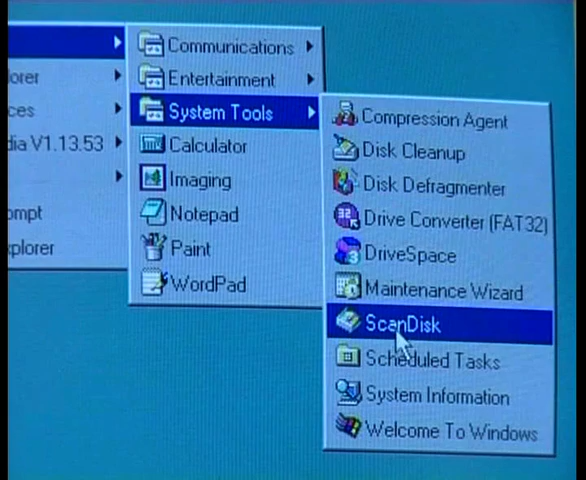 orer
ces
dia V1.13.53
ompt
xplorer
Communications
Entertainment
System Tools
Calculator
Imaging
Notepad
Paint
WordPad
Compression Agent
Disk Cleanup
Disk Defragmenter
Drive Converter (FAT32)
DriveSpace
Maintenance Wizard
ScanDisk
Scheduled Tasks
System Information
Welcome To Windows